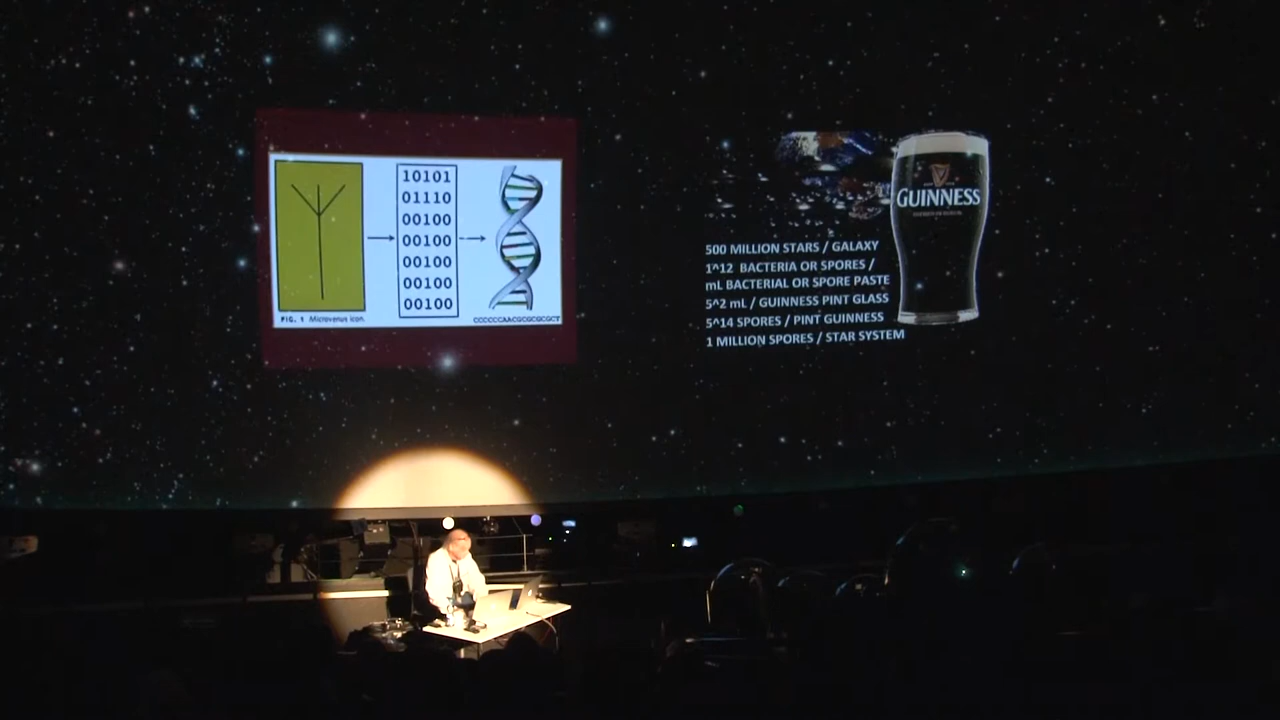 10101
01110
00100
00100
00100
00100
00100
FIG. 1 Microvenus icon.
CCCCCCAACGCGCGCGCT
GUINNESS
500 MILLION STARS / GALAXY
1^12 BACTERIA OR SPORES /
mL BACTERIAL OR SPORE PASTE
5^2 mL / GUINNESS PINT GLASS
5^14 SPORES / PINT GUINNESS
1 MILLION SPORES / STAR SYSTEM